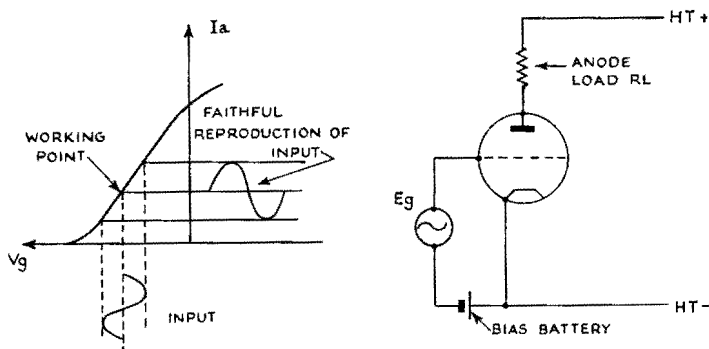 Ia
FAITHFUL
REPRODUCTION OF
INPUT
WORKING
POINT
Vg
INPUT
HT+
ANODE
LOAD RL
Eg
HT-
BIAS BATTERY